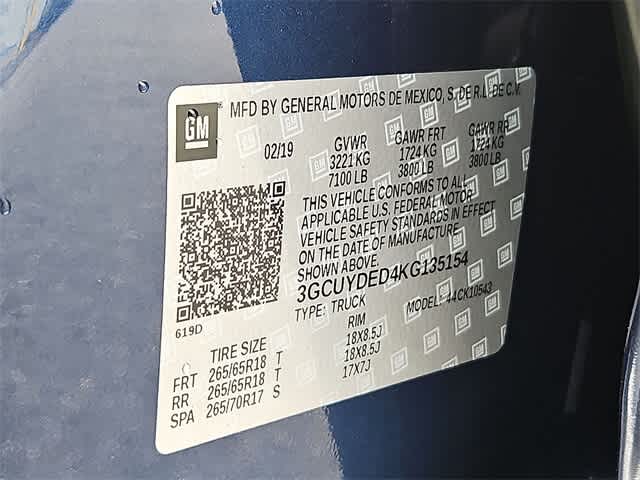 GM
MFD BY GENERAL MOTORS DE MEXICO, S. DE R.L. DE C.V.
02/19 GVWR GAWR FRT GAWR RR
3221 KG 1724 KG 1724 KG
7100 LB 3800 LB 3800 LB
THIS VEHICLE CONFORMS TO ALL
APPLICABLE U.S. FEDERAL MOTOR
VEHICLE SAFETY STANDARDS IN EFFECT
ON THE DATE OF MANUFACTURE
SHOWN ABOVE.
3GCUYDED4KG135154
TYPE: TRUCK MODEL: 44CK10543
619D
TIRE SIZE RIM
FRT 265/65R18 T 18X8.5J
RR 265/65R18 T 18X8.5J
SPA 265/70R17 S 17X7J